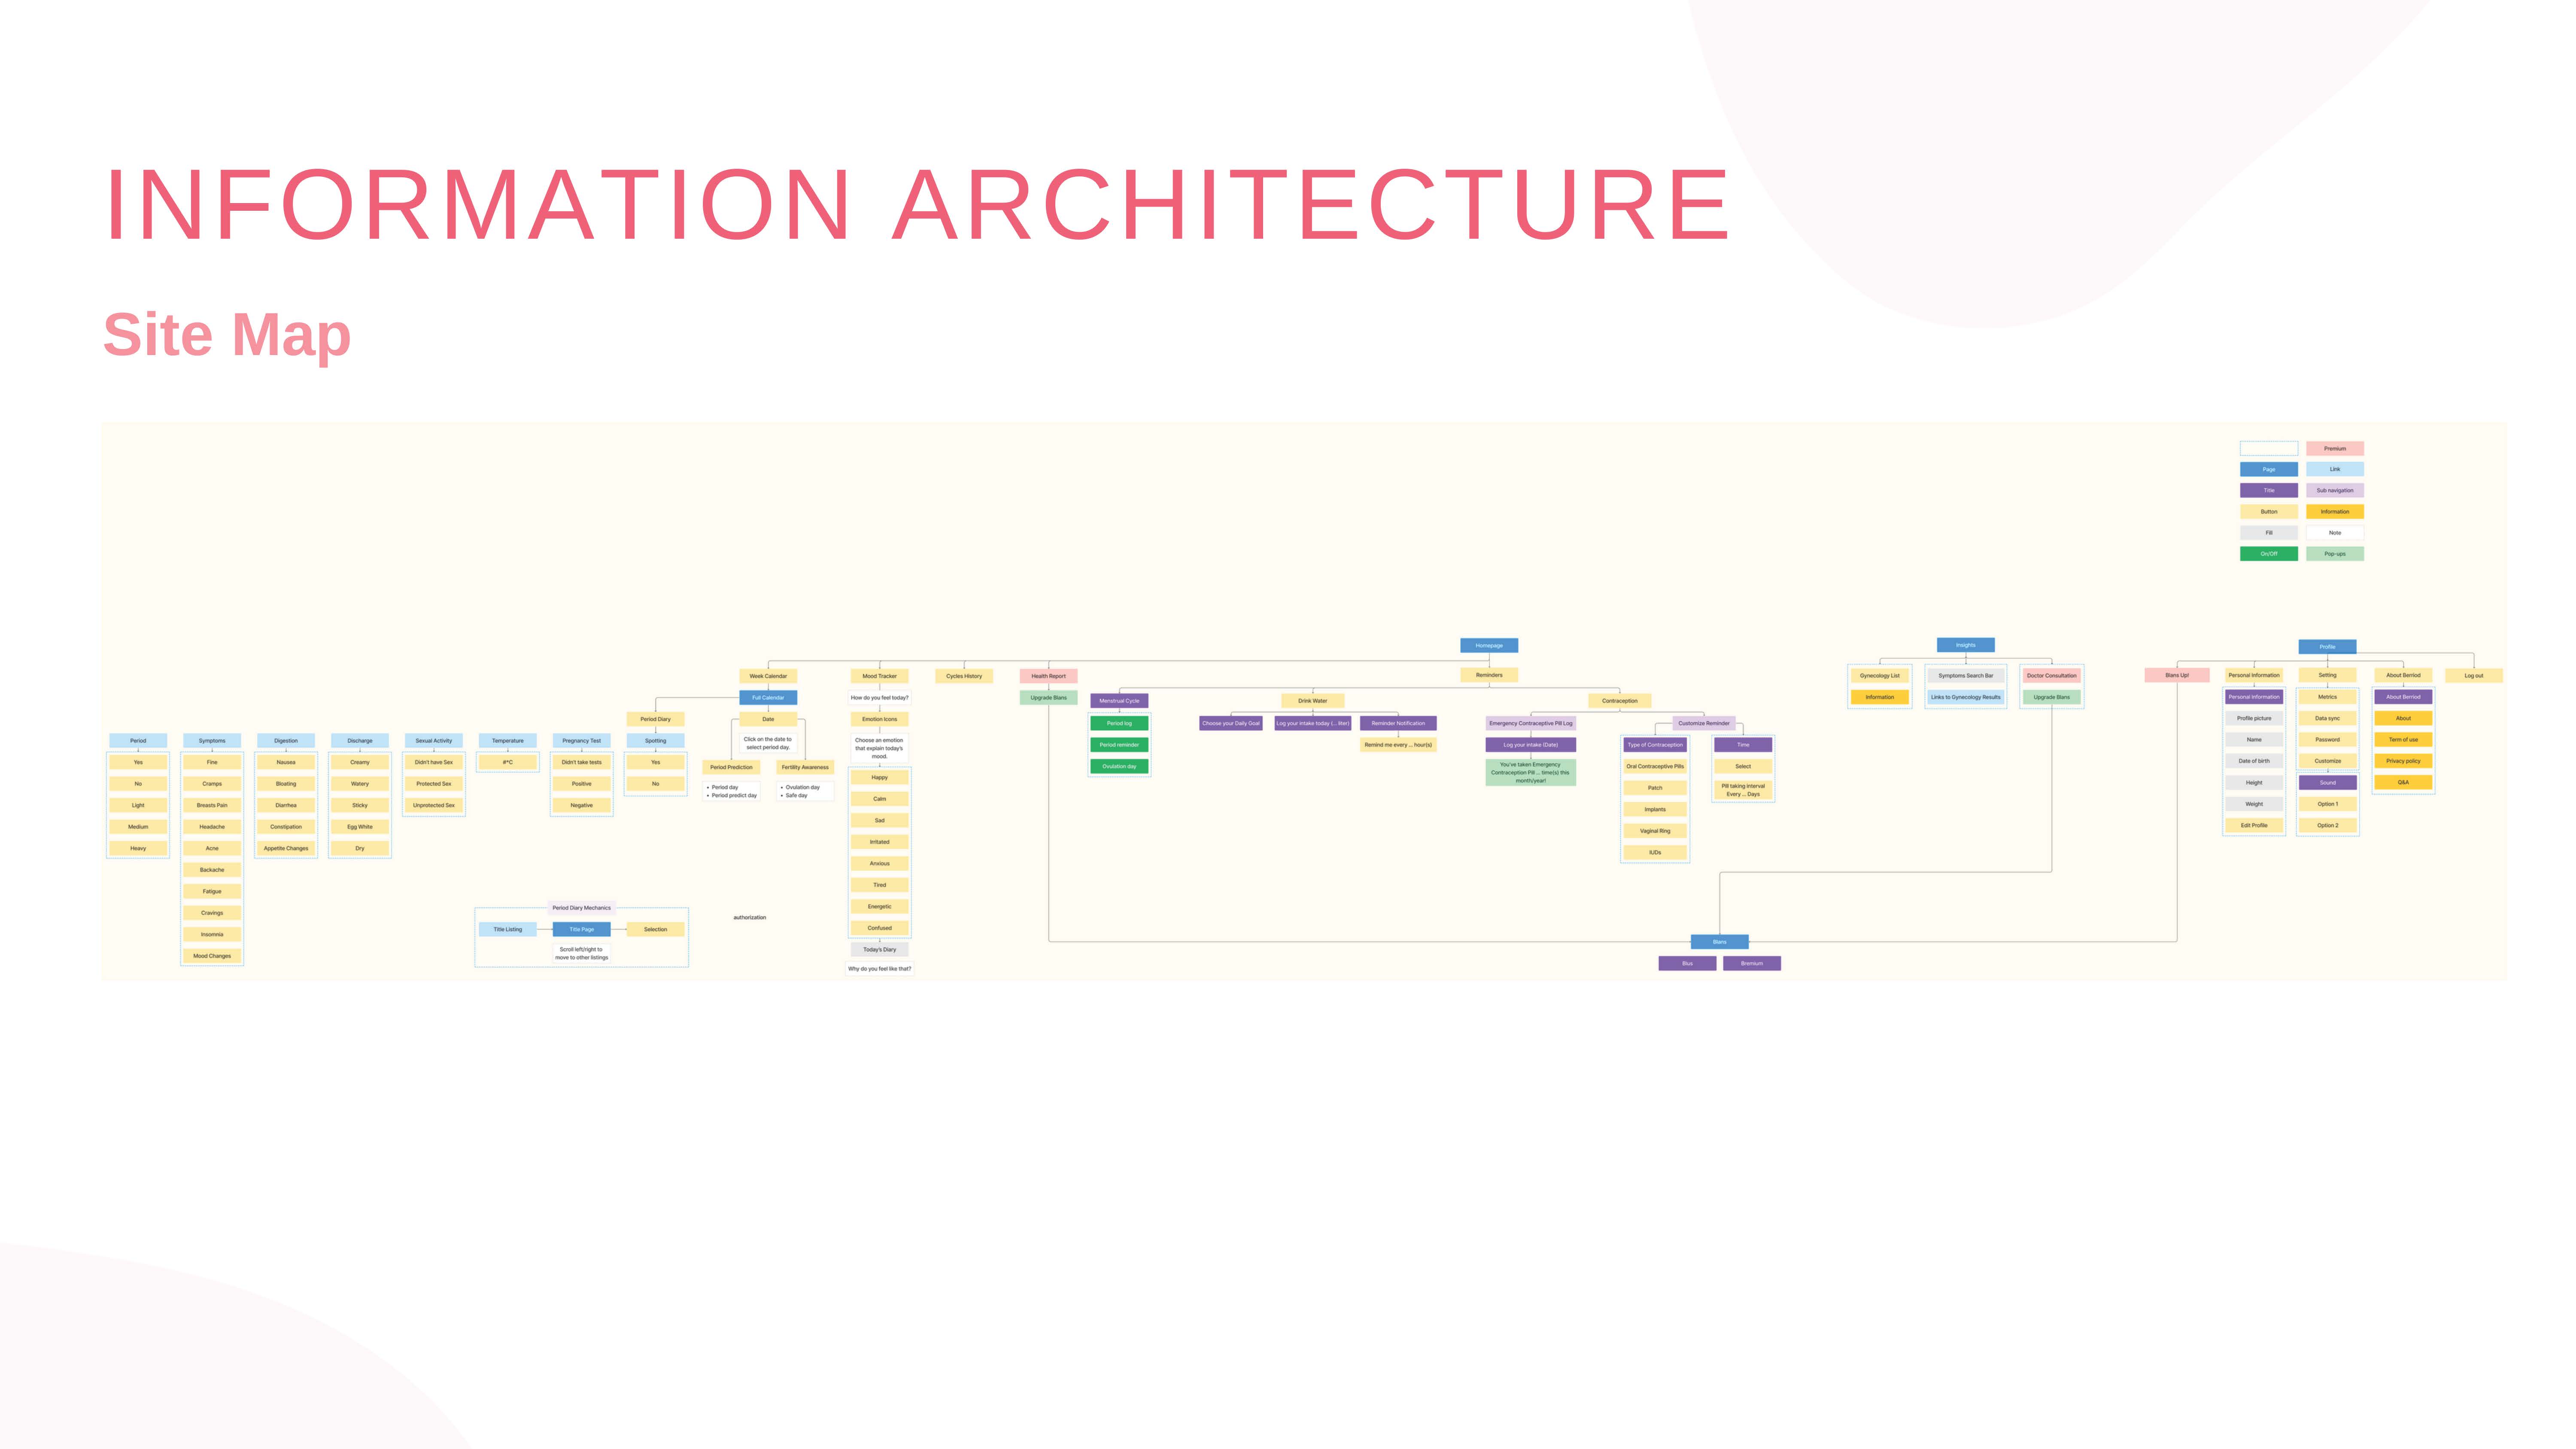 INFORMATION ARCHITECTURE
Site Map
Premium
Page
Link
Title
Sub navigation
Button
Information
Fill
Note
On/Off
Pop-ups
Homepage
Week Calendar
Mood Tracker
Cycles History
Health Report
Reminders
Full Calendar
How do you feel today?
Upgrade Blans
Period Diary
Date
Emotion Icons
Click on the date to
select period day.
Choose an emotion
that explain today's
mood.
Period Prediction
Fertility Awareness
• Period day
• Period predict day
• Ovulation day
• Safe day
Period
Yes
No
Light
Medium
Heavy
Symptoms
Fine
Cramps
Breasts Pain
Headache
Acne
Backache
Fatigue
Cravings
Insomnia
Mood Changes
Digestion
Nausea
Bloating
Diarrhea
Constipation
Appetite Changes
Discharge
Creamy
Watery
Sticky
Egg White
Dry
Sexual Activity
Didn't have Sex
Protected Sex
Unprotected Sex
Temperature
#°C
Pregnancy Test
Didn't take tests
Positive
Negative
Spotting
Yes
No
Period Diary Mechanics
Title Listing
Title Page
Selection
Scroll left/right to
move to other listings
authorization
Happy
Calm
Sad
Irritated
Anxious
Tired
Energetic
Confused
Today's Diary
Why do you feel like that?
Menstrual Cycle
Period log
Period reminder
Ovulation day
Drink Water
Choose your Daily Goal
Log your intake today (... liter)
Reminder Notification
Remind me every ... hour(s)
Contraception
Emergency Contraceptive Pill Log
Log your intake (Date)
You've taken Emergency
Contraception Pill ... time(s) this
month/year!
Customize Reminder
Type of Contraception
Oral Contraceptive Pills
Patch
Implants
Vaginal Ring
IUDs
Time
Select
Pill taking interval
Every ... Days
Insights
Gynecology List
Information
Symptoms Search Bar
Links to Gynecology Results
Doctor Consultation
Upgrade Blans
Blans
Blus
Bremium
Profile
Blans Up!
Personal Information
Setting
About Beriod
Log out
Personal Information
Profile picture
Name
Date of birth
Height
Weight
Edit Profile
Metrics
Data sync
Password
Customize
Sound
Option 1
Option 2
About Beriod
About
Term of use
Privacy policy
Q&A